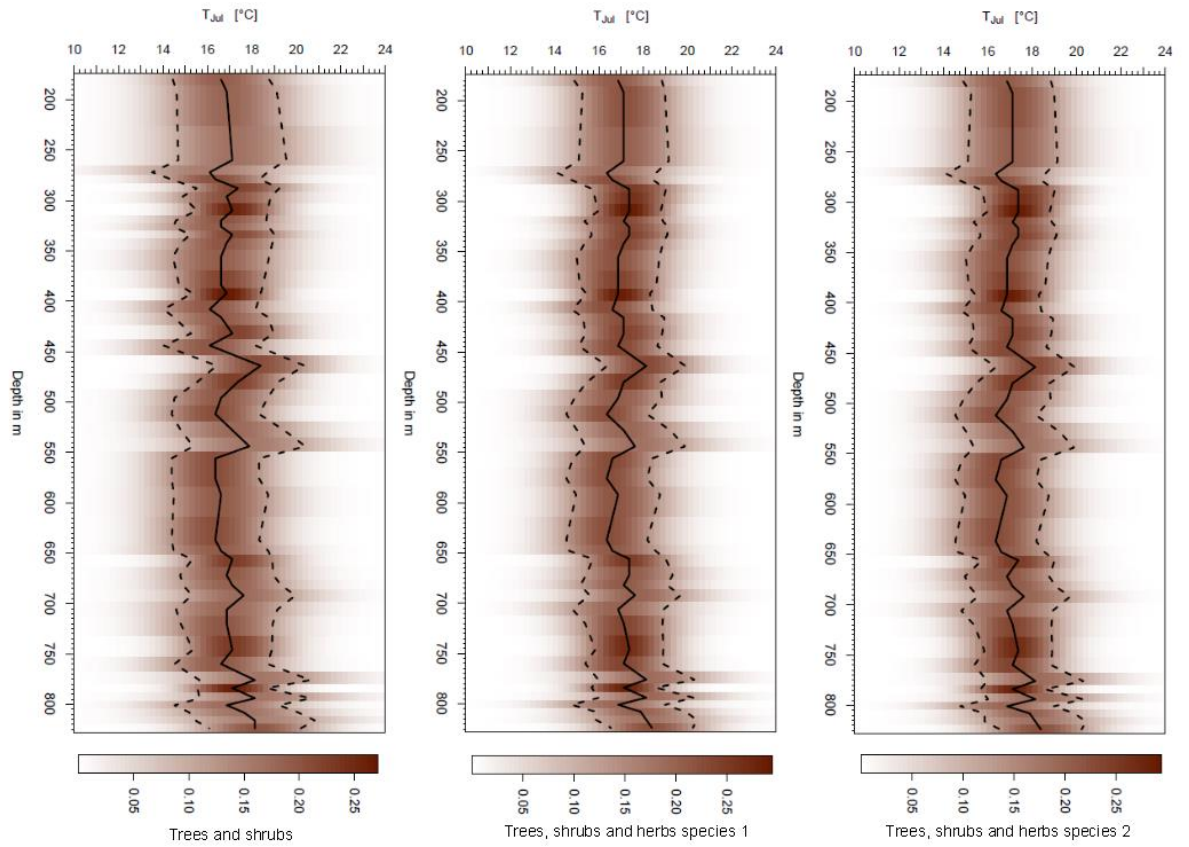 T_Jul [°C]
10 12 14 16 18 20 22 24
200
250
300
350
400
450
500
550
600
650
700
750
800
Depth in m
0.05 0.10 0.15 0.20 0.25
Trees and shrubs
T_Jul [°C]
10 12 14 16 18 20 22 24
200
250
300
350
400
450
500
550
600
650
700
750
800
Depth in m
0.05 0.10 0.15 0.20 0.25
Trees, shrubs and herbs species 1
T_Jul [°C]
10 12 14 16 18 20 22 24
200
250
300
350
400
450
500
550
600
650
700
750
800
Depth in m
0.05 0.10 0.15 0.20 0.25
Trees, shrubs and herbs species 2